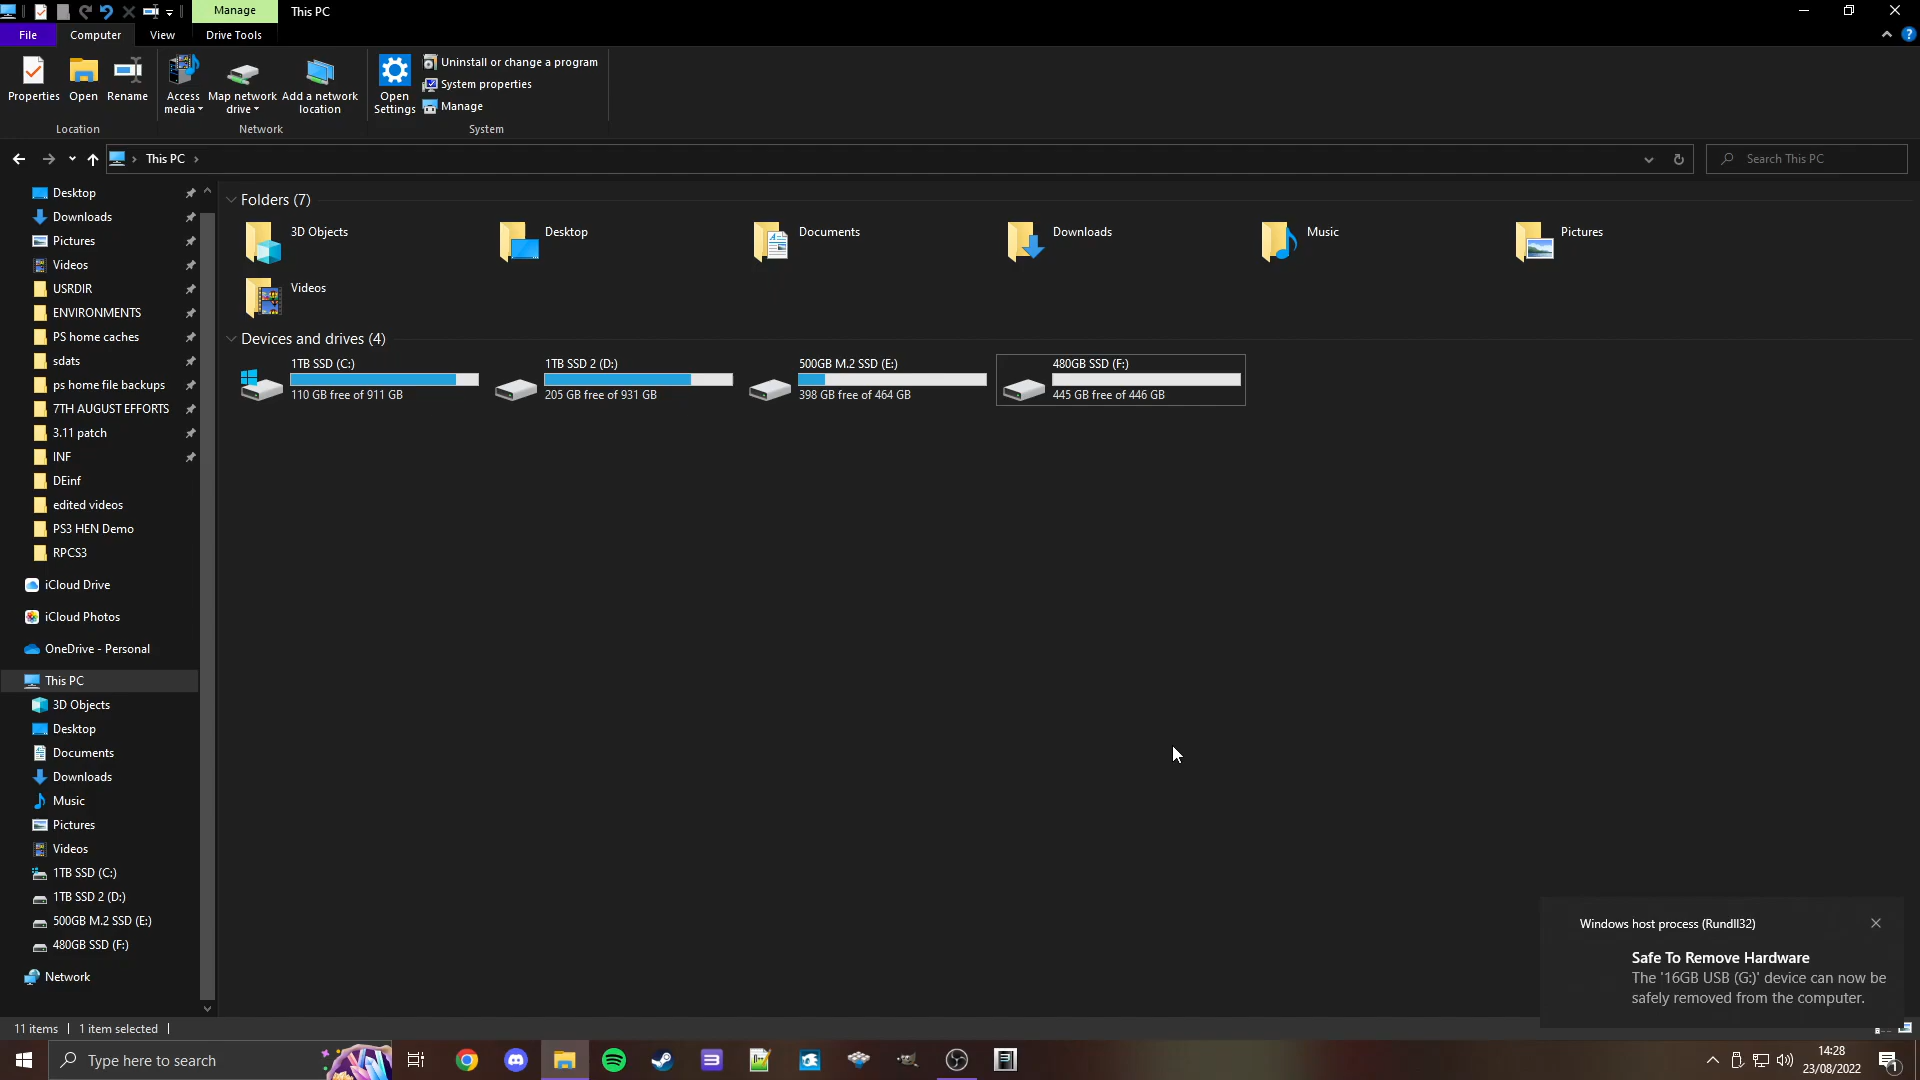 Manage
This PC
File
Computer
View
Drive Tools
Properties
Open
Rename
Access media
Map network drive
Add a network location
Open Settings
Uninstall or change a program
System properties
Manage
Location
Network
System
This PC
Search This PC
Desktop
Downloads
Pictures
Videos
USRDIR
ENVIRONMENTS
PS home caches
sdats
ps home file backups
7TH AUGUST EFFORTS
3.11 patch
INF
DEinf
edited videos
PS3 HEN Demo
RPCS3
iCloud Drive
iCloud Photos
OneDrive - Personal
This PC
3D Objects
Desktop
Documents
Downloads
Music
Pictures
Videos
1TB SSD (C:)
1TB SSD 2 (D:)
500GB M.2 SSD (E:)
480GB SSD (F:)
Network
Folders (7)
3D Objects
Desktop
Documents
Downloads
Music
Pictures
Videos
Devices and drives (4)
1TB SSD (C:)
110 GB free of 911 GB
1TB SSD 2 (D:)
205 GB free of 931 GB
500GB M.2 SSD (E:)
398 GB free of 464 GB
480GB SSD (F:)
445 GB free of 446 GB
Windows host process (Rundll32)
Safe To Remove Hardware
The '16GB USB (G:)' device can now be
safely removed from the computer.
11 items
1 item selected
Type here to search
14:28
23/08/2022
1